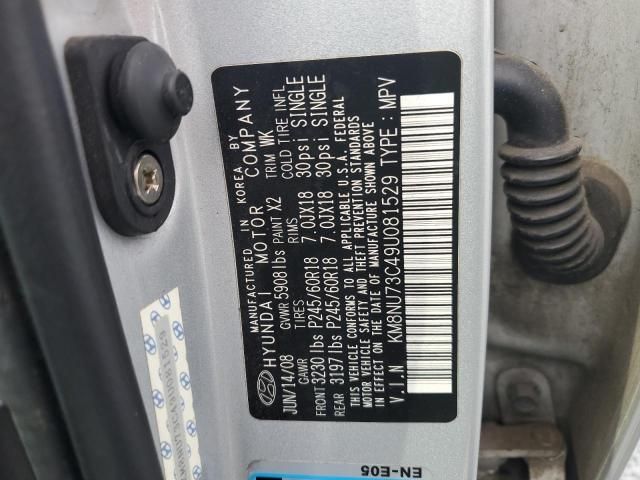 MANUFACTURED IN KOREA BY
HYUNDAI MOTOR COMPANY
JUN/14/08 GVWR 5908 lbs PAINT X2 TRIM WK
GAWR TIRES RIMS COLD TIRE INFL
FRONT 3230 lbs P245/60R18 7.0JX18 30psi SINGLE
REAR 3197 lbs P245/60R18 7.0JX18 30psi SINGLE
THIS VEHICLE CONFORMS TO ALL APPLICABLE U.S.A. FEDERAL
MOTOR VEHICLE SAFETY AND THEFT PREVENTION STANDARDS
IN EFFECT ON THE DATE OF MANUFACTURE SHOWN ABOVE
V.I.N : KM8NU73C49U081529 TYPE : MPV
EN-E05
KM8NU73C49U081529